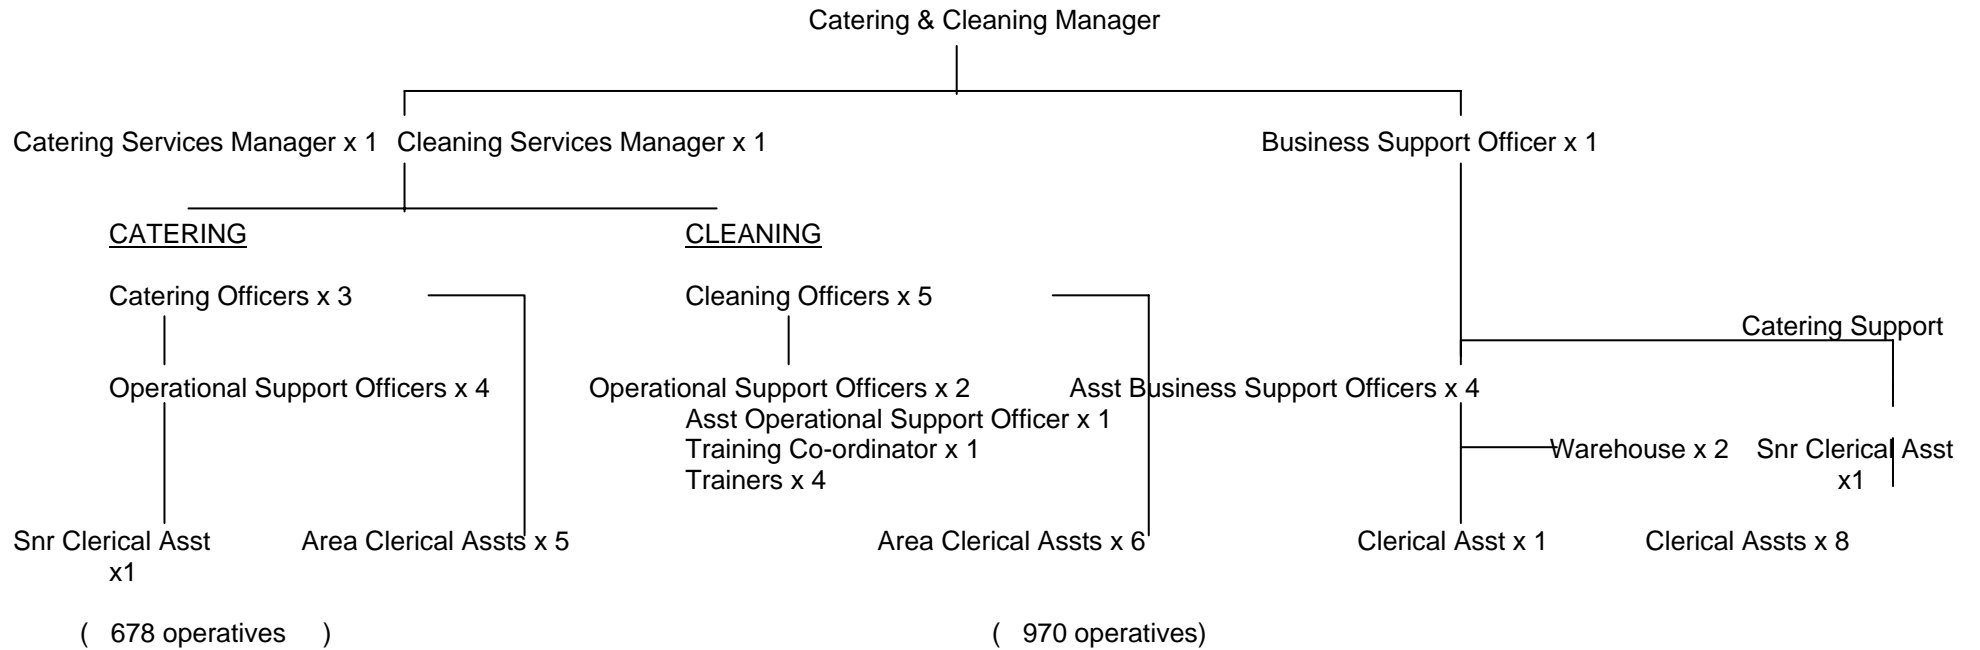 Catering & Cleaning Manager
Catering Services Manager x 1 Cleaning Services Manager x 1 Business Support Officer x 1
CATERING CLEANING
Catering Officers x 3 Cleaning Officers x 5
Catering Support
Operational Support Officers x 4 Operational Support Officers x 2 Asst Business Support Officers x 4
Asst Operational Support Officer x 1
Training Co-ordinator x 1 Warehouse x 2 Snr Clerical Asst
Trainers x 4 x1
Snr Clerical Asst Area Clerical Assts x 5 Area Clerical Assts x 6 Clerical Asst x 1 Clerical Assts x 8
x1
( 678 operatives ) ( 970 operatives)